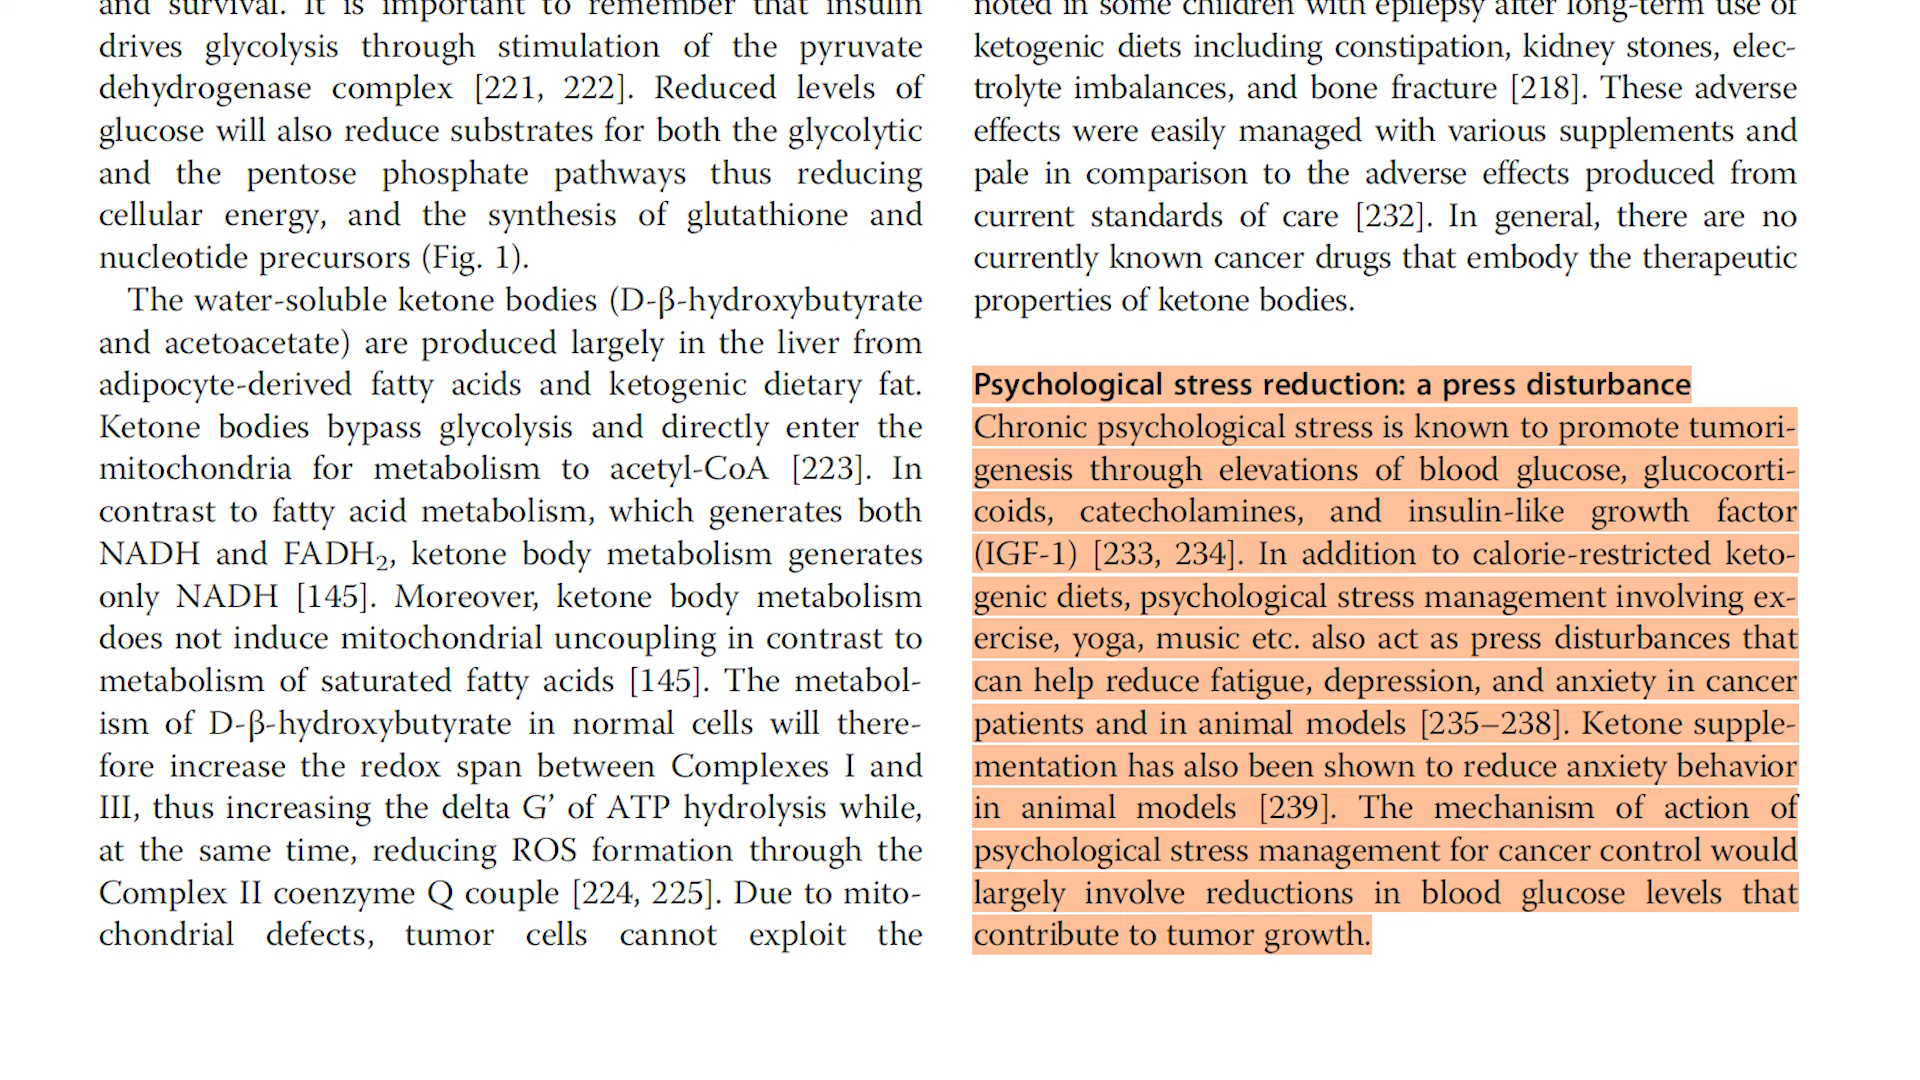 and survival. It is important to remember that insulin
drives glycolysis through stimulation of the pyruvate
dehydrogenase complex [221, 222]. Reduced levels of
glucose will also reduce substrates for both the glycolytic
and the pentose phosphate pathways thus reducing
cellular energy, and the synthesis of glutathione and
nucleotide precursors (Fig. 1).
The water-soluble ketone bodies (D-β-hydroxybutyrate
and acetoacetate) are produced largely in the liver from
adipocyte-derived fatty acids and ketogenic dietary fat.
Ketone bodies bypass glycolysis and directly enter the
mitochondria for metabolism to acetyl-CoA [223]. In
contrast to fatty acid metabolism, which generates both
NADH and FADH₂, ketone body metabolism generates
only NADH [145]. Moreover, ketone body metabolism
does not induce mitochondrial uncoupling in contrast to
metabolism of saturated fatty acids [145]. The metabol-
ism of D-β-hydroxybutyrate in normal cells will there-
fore increase the redox span between Complexes I and
III, thus increasing the delta G’ of ATP hydrolysis while,
at the same time, reducing ROS formation through the
Complex II coenzyme Q couple [224, 225]. Due to mito-
chondrial defects, tumor cells cannot exploit the
noted in some children with epilepsy after long-term use of
ketogenic diets including constipation, kidney stones, elec-
trolyte imbalances, and bone fracture [218]. These adverse
effects were easily managed with various supplements and
pale in comparison to the adverse effects produced from
current standards of care [232]. In general, there are no
currently known cancer drugs that embody the therapeutic
properties of ketone bodies.
Psychological stress reduction: a press disturbance
Chronic psychological stress is known to promote tumori-
genesis through elevations of blood glucose, glucocorti-
coids, catecholamines, and insulin-like growth factor
(IGF-1) [233, 234]. In addition to calorie-restricted keto-
genic diets, psychological stress management involving ex-
ercise, yoga, music etc. also act as press disturbances that
can help reduce fatigue, depression, and anxiety in cancer
patients and in animal models [235–238]. Ketone supple-
mentation has also been shown to reduce anxiety behavior
in animal models [239]. The mechanism of action of
psychological stress management for cancer control would
largely involve reductions in blood glucose levels that
contribute to tumor growth.